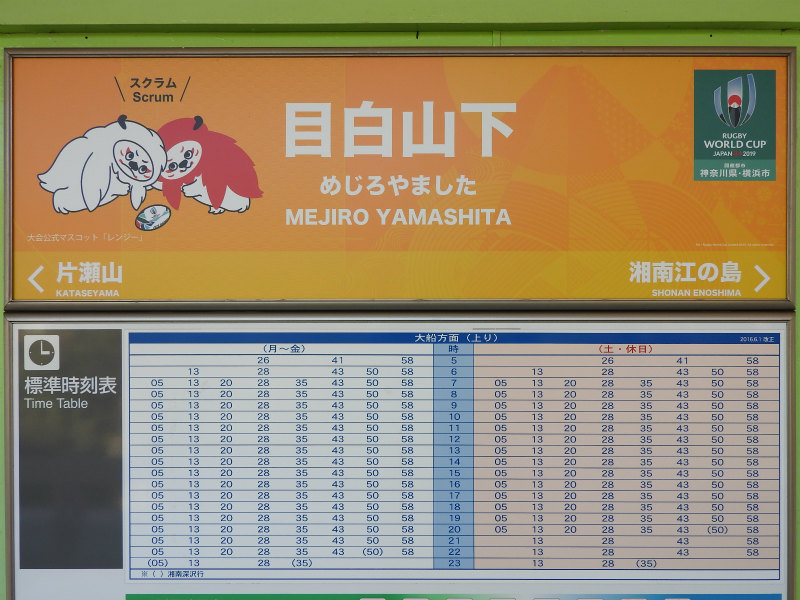 スクラム
Scrum
目白山下
めじろやました
MEJIRO YAMASHITA
RUGBY
WORLD CUP
JAPAN 2019
開催都市
神奈川県・横浜市
大会公式マスコット「レンジー」
片瀬山
KATASEYAMA
湘南江の島
SHONAN ENOSHIMA
標準時刻表
Time Table
大船方面(上り) 2016.6.1 改正
(月〜金) 時 (土・休日)
26 41 58 5 26 41 58
13 28 43 50 58 6 13 28 43 50 58
05 13 20 28 35 43 50 58 7 05 13 20 28 35 43 50 58
05 13 20 28 35 43 50 58 8 05 13 20 28 35 43 50 58
05 13 20 28 35 43 50 58 9 05 13 20 28 35 43 50 58
05 13 20 28 35 43 50 58 10 05 13 20 28 35 43 50 58
05 13 20 28 35 43 50 58 11 05 13 20 28 35 43 50 58
05 13 20 28 35 43 50 58 12 05 13 20 28 35 43 50 58
05 13 20 28 35 43 50 58 13 05 13 20 28 35 43 50 58
05 13 20 28 35 43 50 58 14 05 13 20 28 35 43 50 58
05 13 20 28 35 43 50 58 15 05 13 20 28 35 43 50 58
05 13 20 28 35 43 50 58 16 05 13 20 28 35 43 50 58
05 13 20 28 35 43 50 58 17 05 13 20 28 35 43 50 58
05 13 20 28 35 43 50 58 18 05 13 20 28 35 43 50 58
05 13 20 28 35 43 50 58 19 05 13 20 28 35 43 50 58
05 13 20 28 35 43 50 58 20 05 13 20 28 35 43 (50) 58
05 13 20 28 35 43 50 58 21 13 28 43 58
05 13 20 28 35 43 (50) 58 22 13 28 43 58
(05) 13 28 (35) 23 13 28 (35)
※( )湘南深沢行